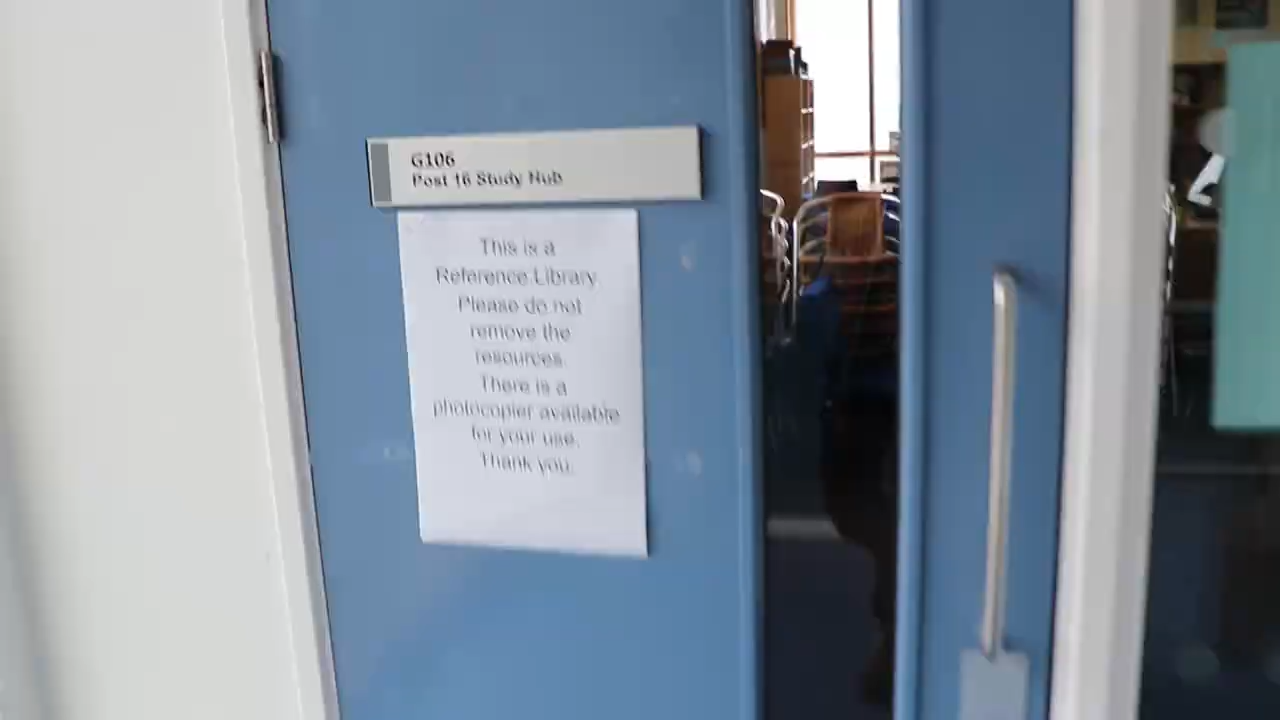 G106
Post 16 Study Hub
This is a
Reference Library.
Please do not
remove the
resources.
There is a
photocopier available
for your use.
Thank you.